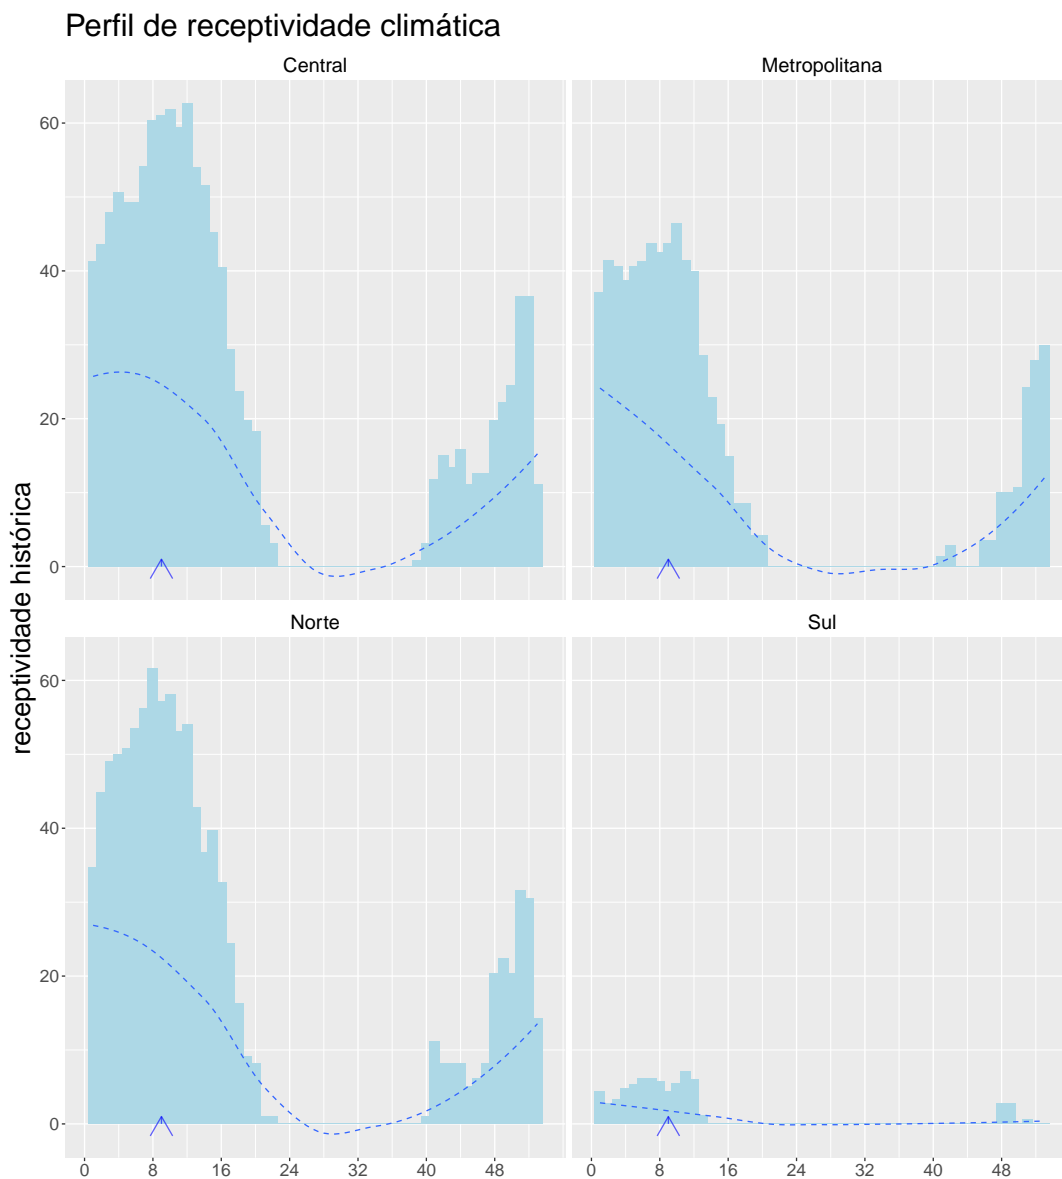 Perfil de receptividade climática
Central
Metropolitana
60
40
20
0
receptividade histórica
Norte
Sul
60
40
20
0
0 8 16 24 32 40 48
0 8 16 24 32 40 48